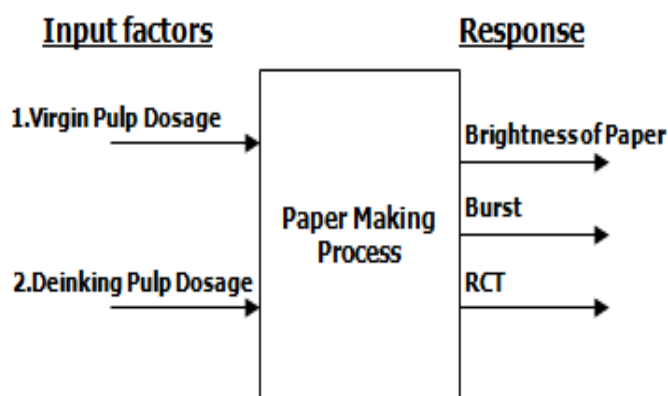 Input factors
Response
1.Virgin Pulp Dosage
Brightness of Paper
Burst
Paper Making
Process
2.Deinking Pulp Dosage
RCT